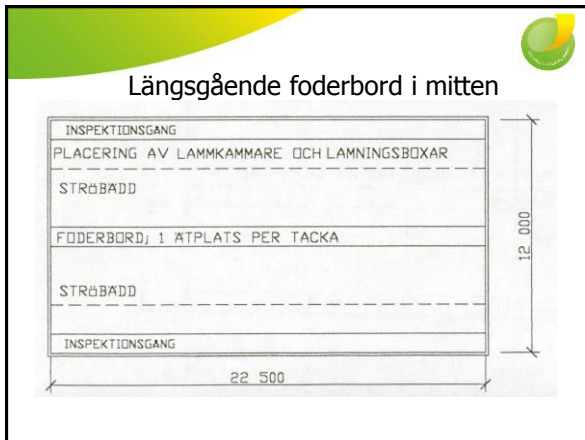 Längsgående foderbord i mitten
INSPEKTIONSGANG
PLACERING AV LAMMKAMMARE OCH LAMNINGSBOXAR
STRÖBÄDD
FODERBORD; 1 ÄTPLATS PER TACKA
STRÖBÄDD
INSPEKTIONSGANG
12 000
22 500